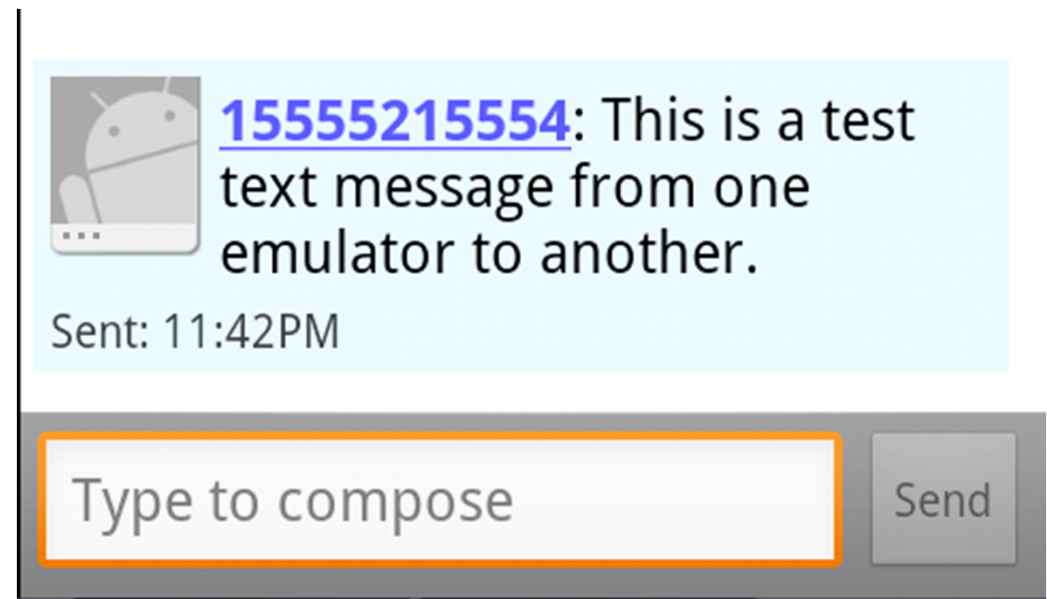 15555215554: This is a test
text message from one
emulator to another.
Sent: 11:42PM
Type to compose
Send